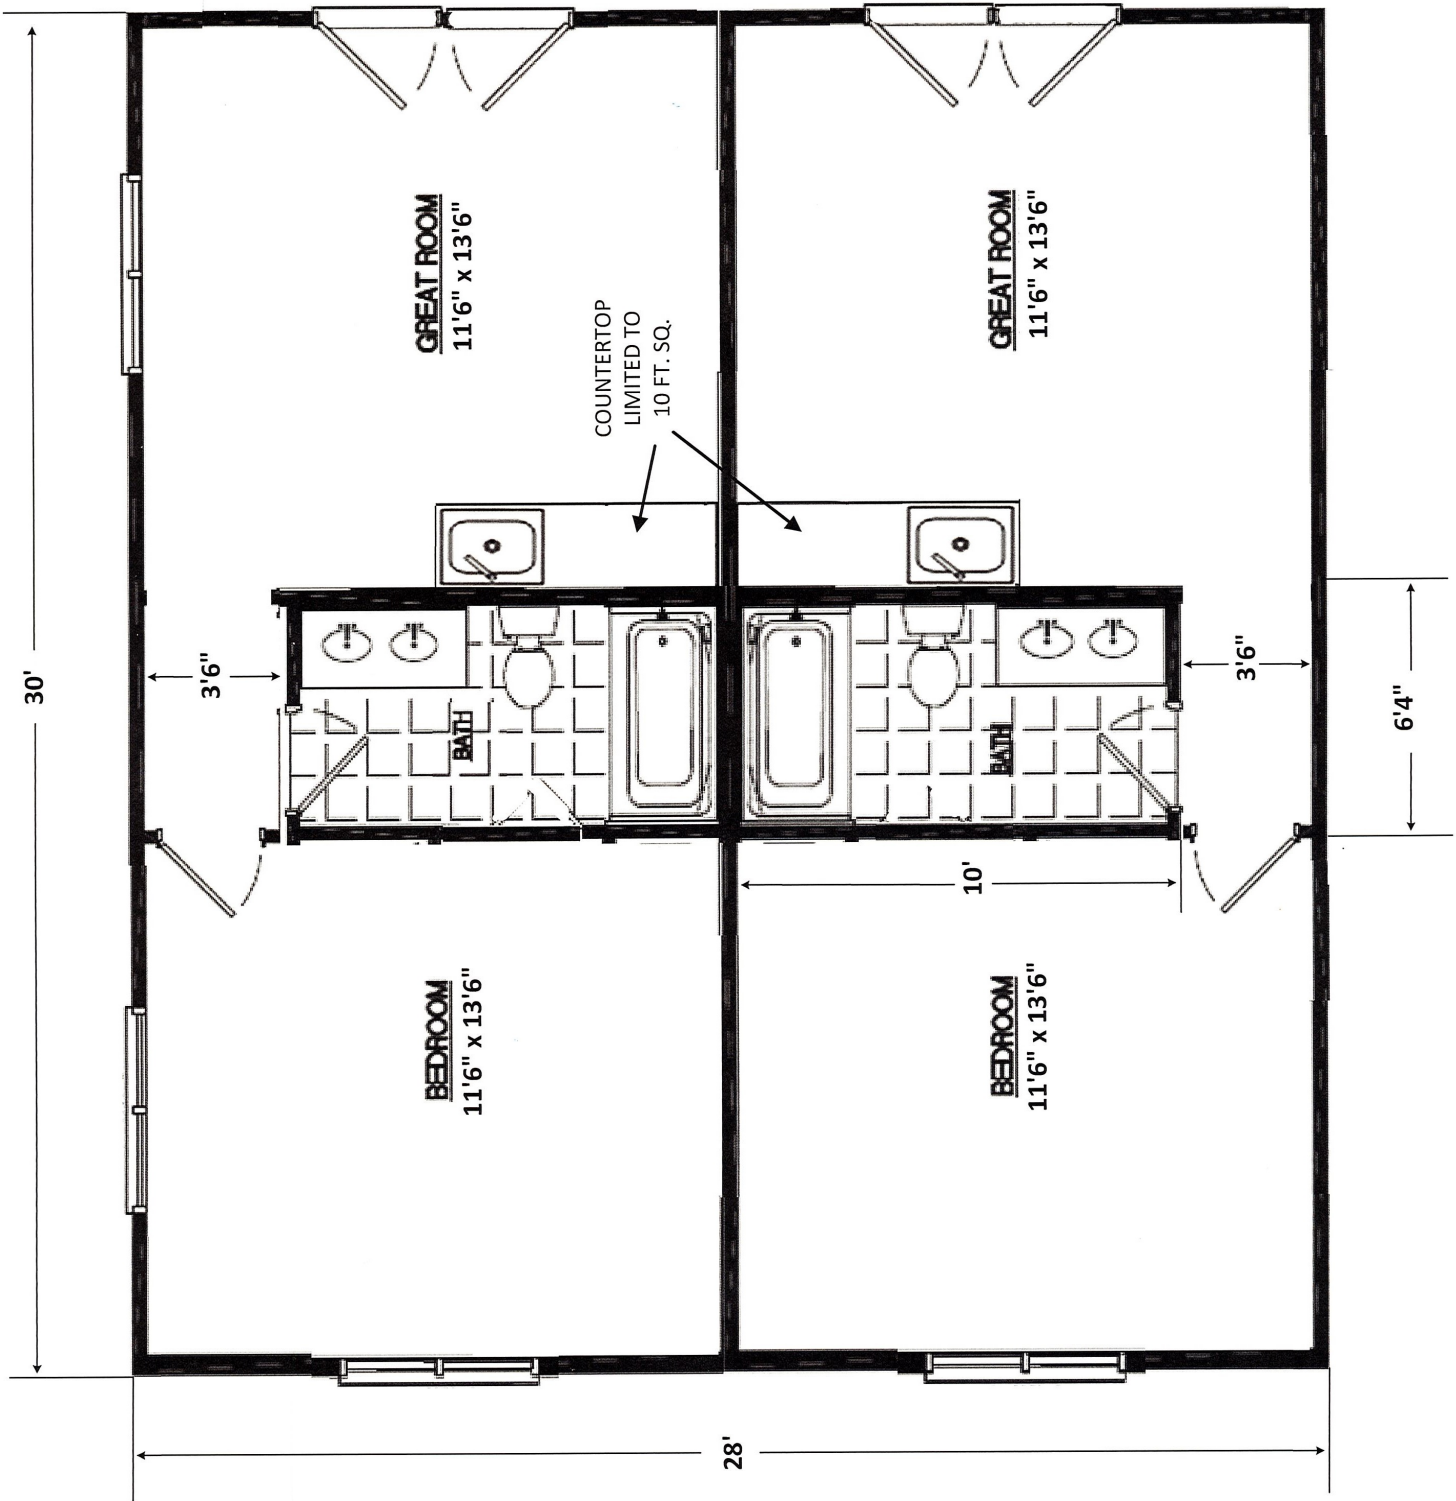 GREAT ROOM
11'6" x 13'6"
GREAT ROOM
11'6" x 13'6"
COUNTERTOP
LIMITED TO
10 FT. SQ.
30'
3'6"
BATH
BATH
3'6"
6'4"
10'
BEDROOM
11'6" x 13'6"
BEDROOM
11'6" x 13'6"
28'